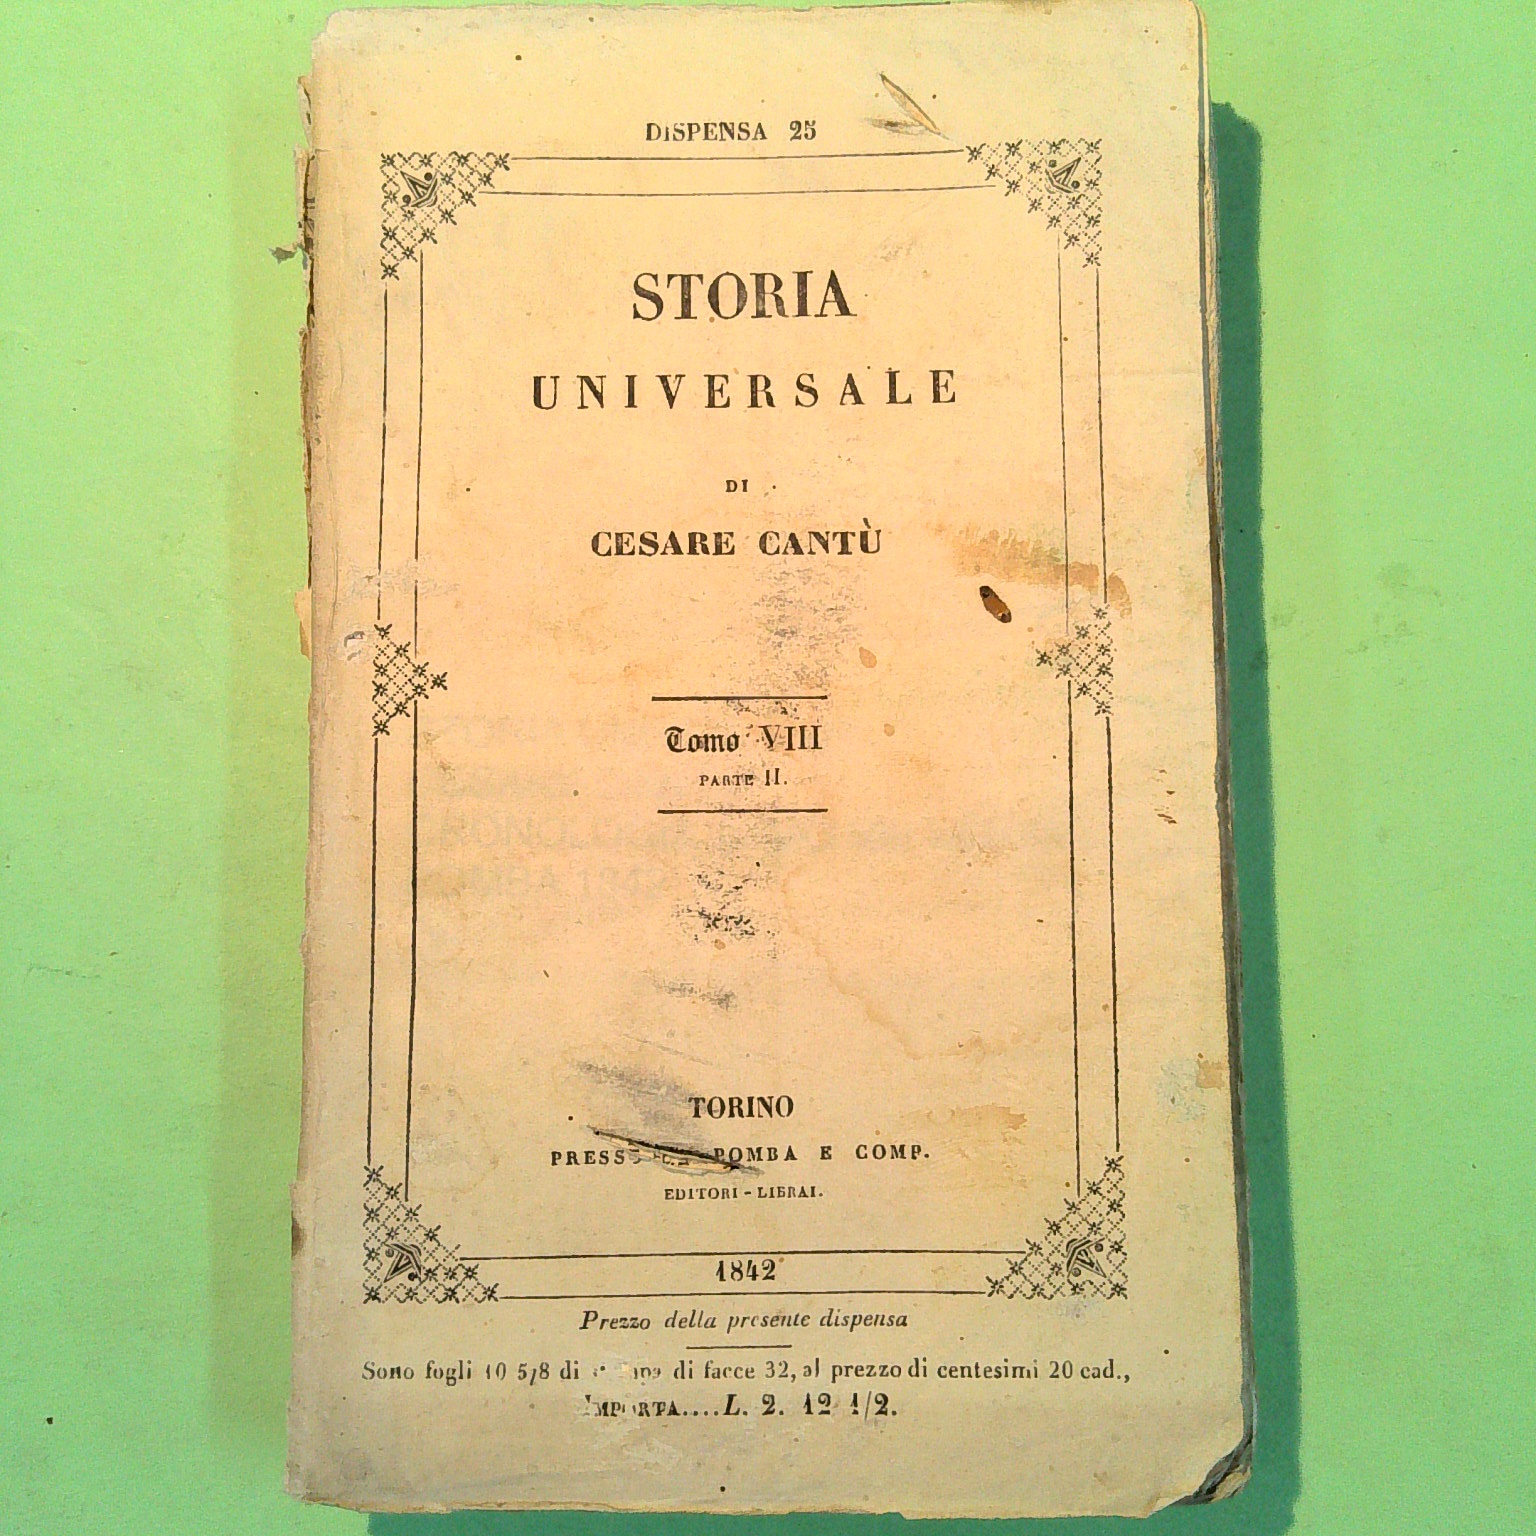 DISPENSA 25
STORIA
UNIVERSALE
DI
CESARE CANTÙ
Tomo VIII
PARTE II.
TORINO
PRESSO POMBA E COMP.
EDITORI-LIBRAI.
1842
Prezzo della presente dispensa
Sono fogli 10 5/8 di di facce 32, al prezzo di centesimi 20 cad.,
IMPORTA....L. 2. 12 1/2.